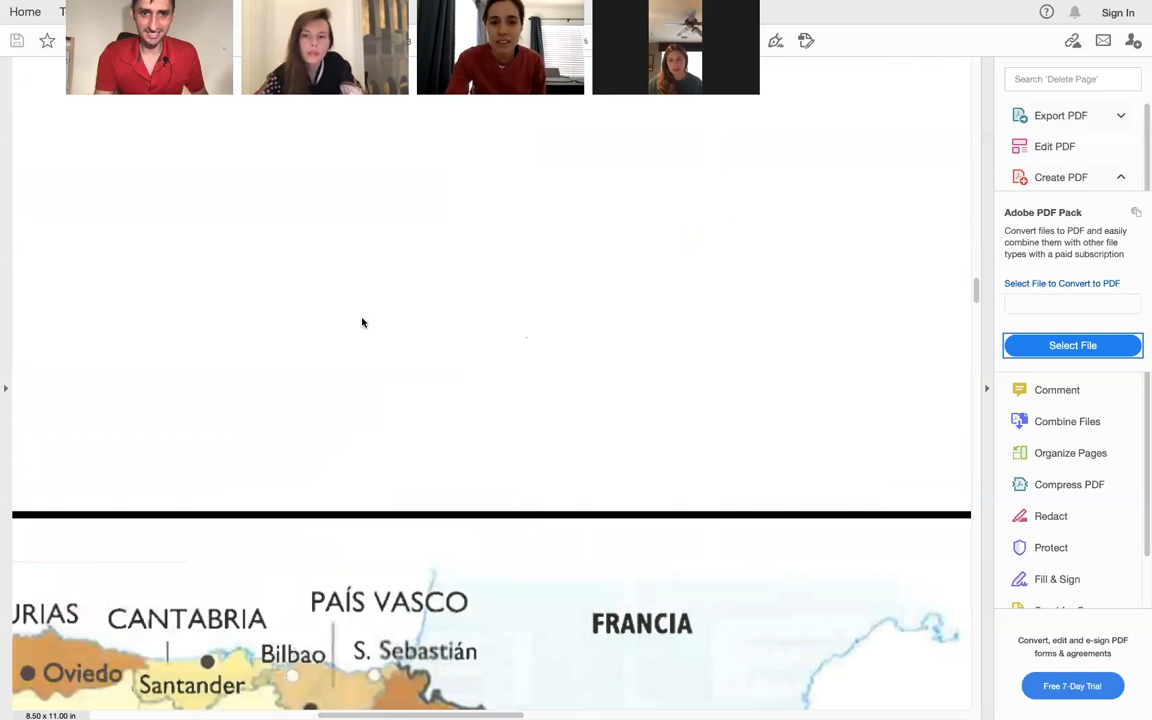 Home
T
Sign In
3
6
Search 'Delete Page'
Export PDF
Edit PDF
Create PDF
Adobe PDF Pack
Convert files to PDF and easily
combine them with other file
types with a paid subscription
Select File to Convert to PDF
Select File
Comment
Combine Files
Organize Pages
Compress PDF
Redact
Protect
Fill & Sign
Convert, edit and e-sign PDF
forms & agreements
Free 7-Day Trial
URIAS CANTABRIA PAÍS VASCO FRANCIA
Bilbao S. Sebastián
Oviedo Santander
8.50 x 11.00 in